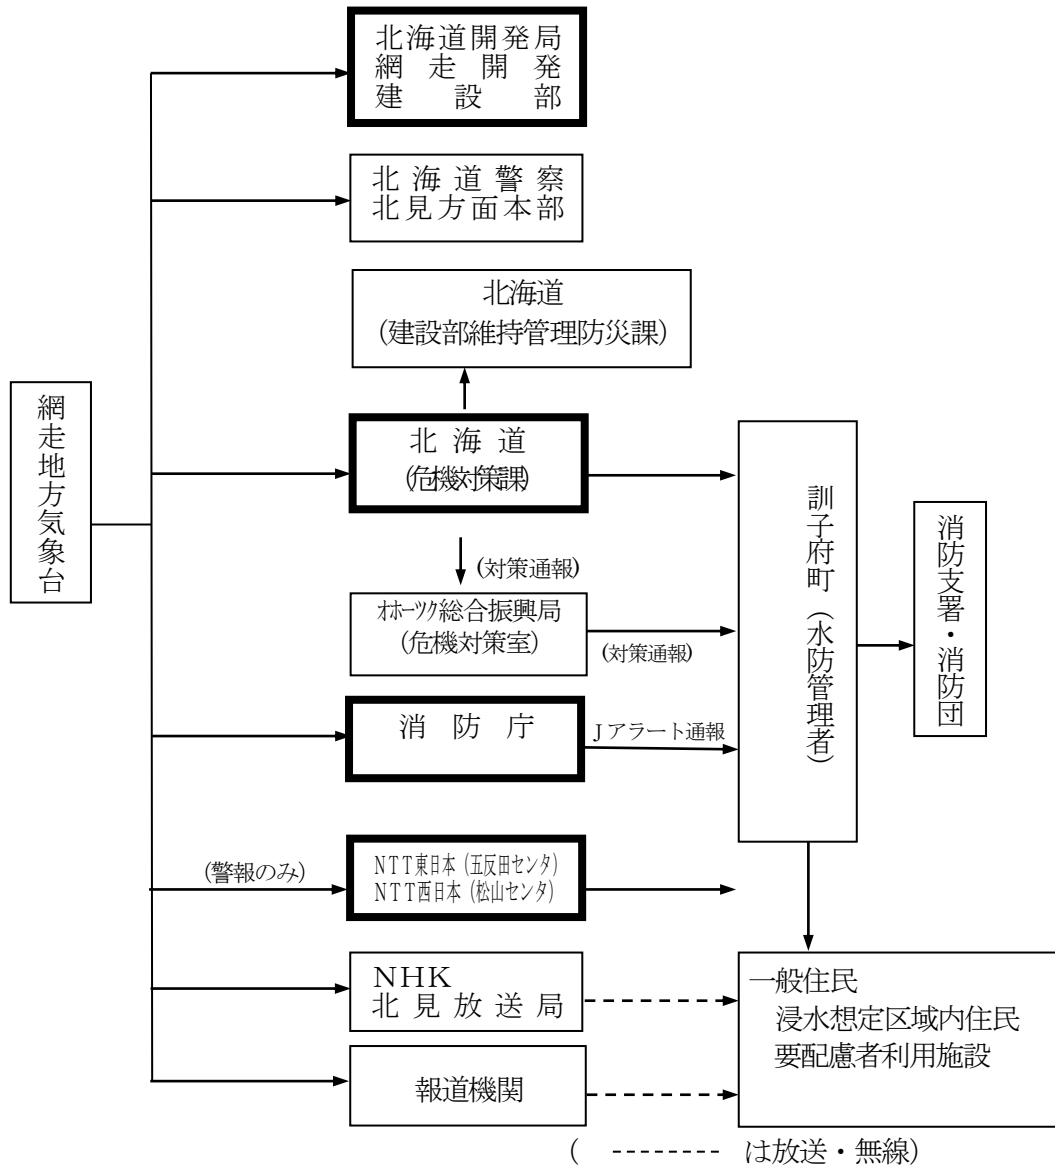 北海道開発局
網走開発
建設部
北海道警察
北見方面本部
北海道
(建設部維持管理防災課)
網走地方気象台
北海道
(危機対策課)
訓子府町（水防管理者）
消防支署・消防団
(対策通報)
ｵﾎｰﾂｸ総合振興局
(危機対策室)
(対策通報)
消防庁
Ｊアラート通報
(警報のみ)
ＮＴＴ東日本（五反田センタ）
ＮＴＴ西日本（松山センタ）
ＮＨＫ
北見放送局
一般住民
浸水想定区域内住民
要配慮者利用施設
報道機関
( -------- は放送・無線)